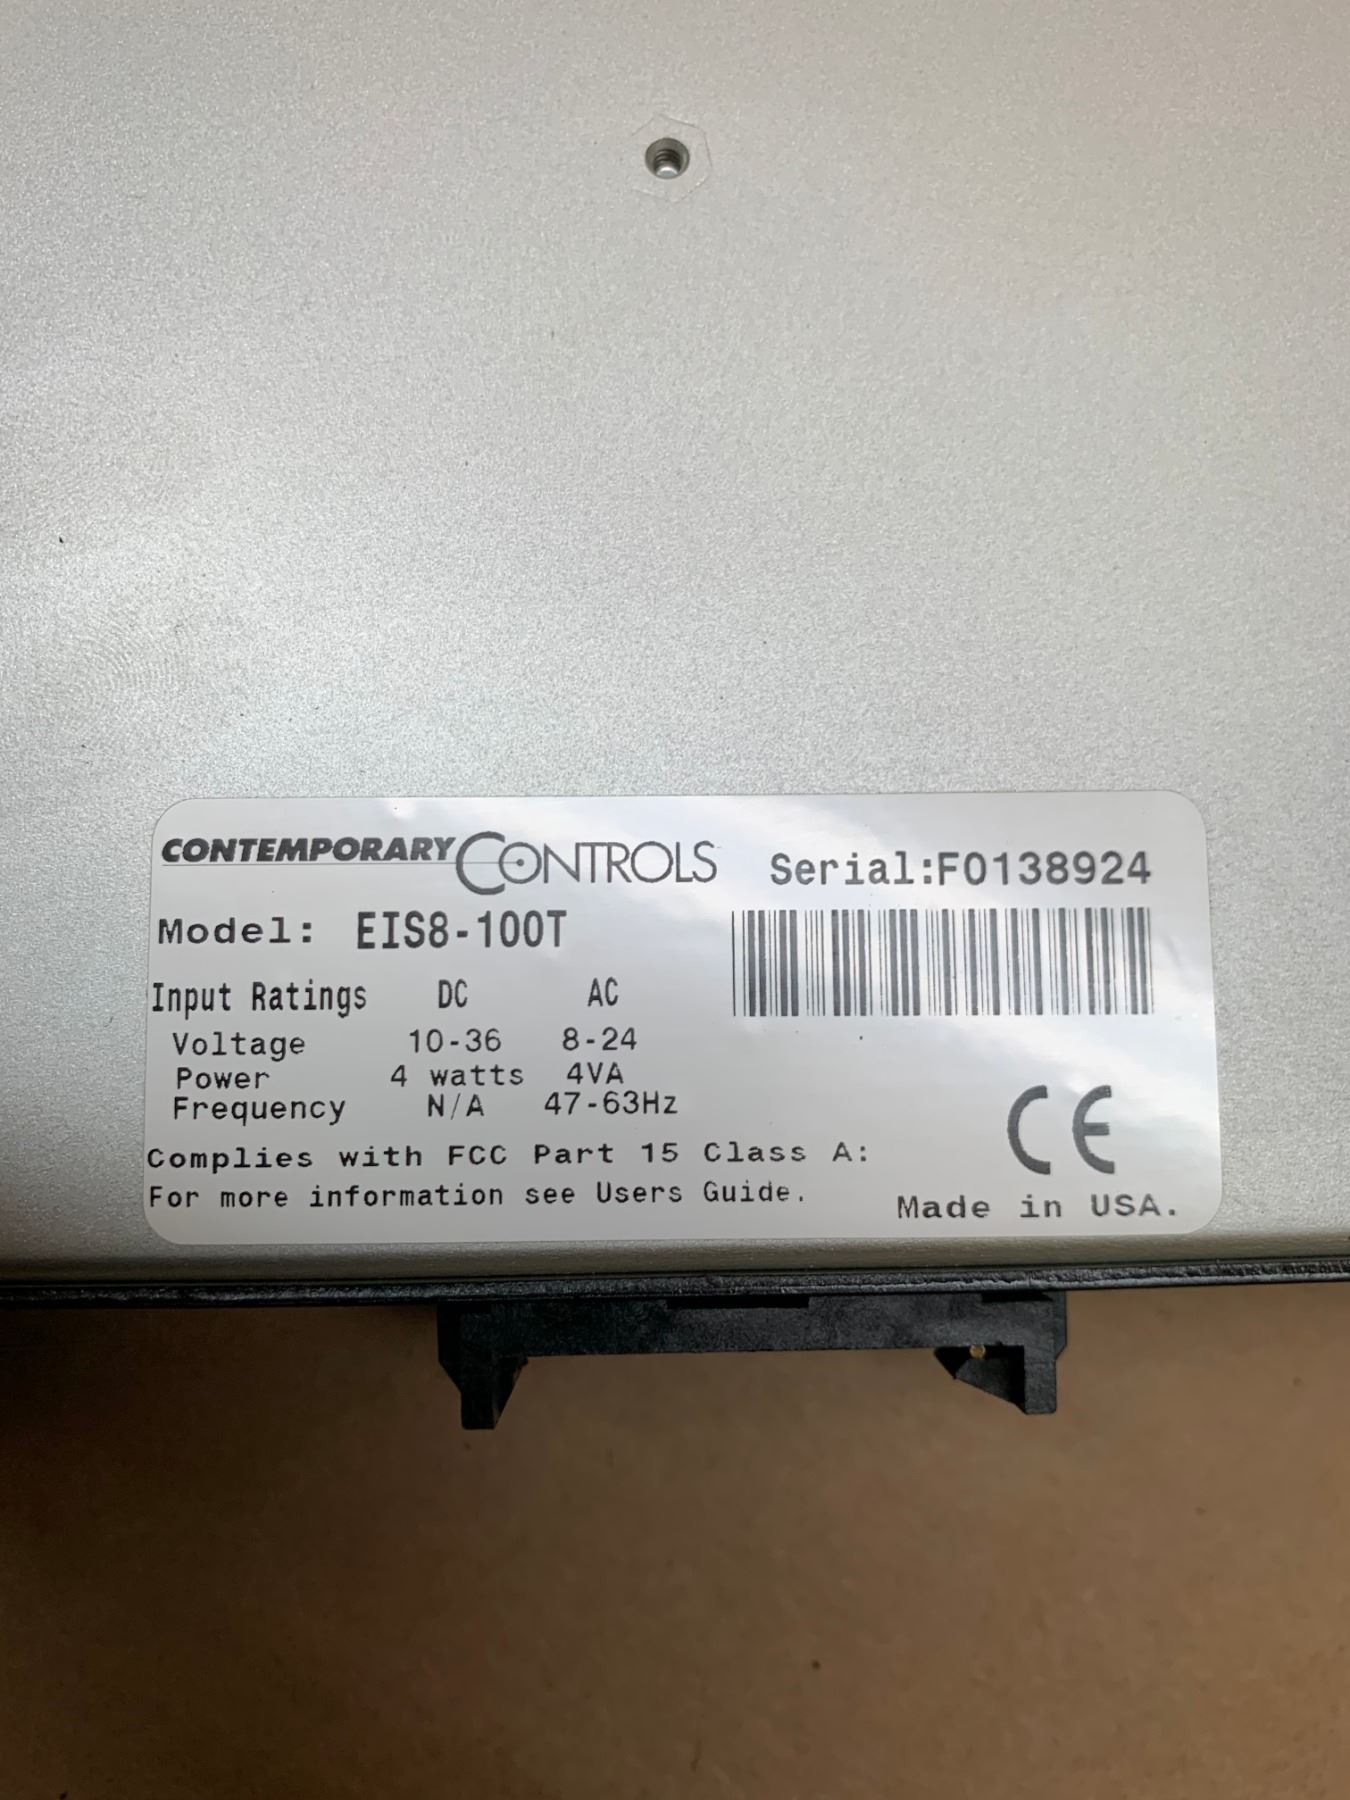 CONTEMPORARY CONTROLS
Serial:F0138924
Model: EIS8-100T
Input Ratings DC AC
Voltage 10-36 8-24
Power 4 watts 4VA
Frequency N/A 47-63Hz
CE
Complies with FCC Part 15 Class A:
For more information see Users Guide.
Made in USA.